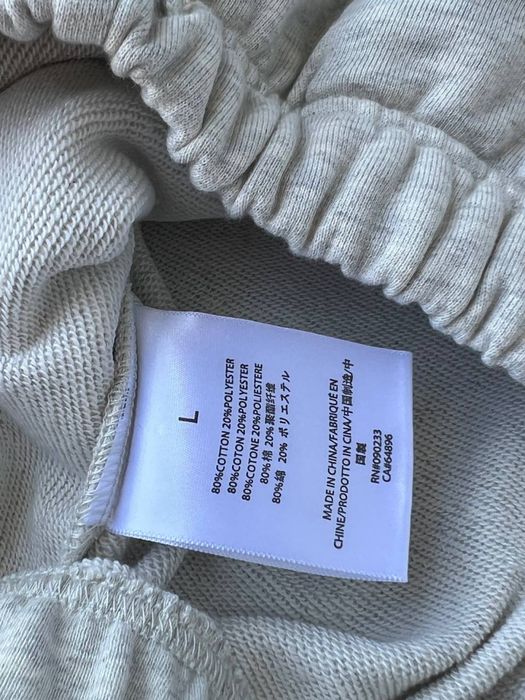 L
80%COTTON 20%POLYESTER
80%COTON 20%POLYESTER
80%COTONE 20%POLIESTERE
80%棉 20%聚酯纤维
80%綿 20% ポリエステル
MADE IN CHINA/FABRIQUÉ EN
CHINE/PRODOTTO IN CINA/中国制造/中
国製
RN#090233
CA#64896